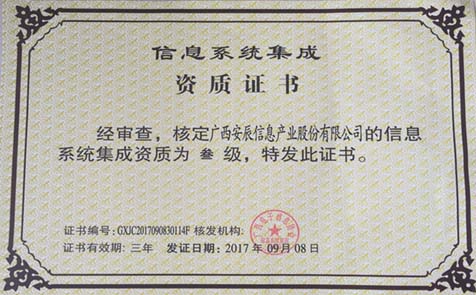 信息系统集成
资质证书
经审查，核定广西安辰信息产业股份有限公司的信息
系统集成资质为 叁 级，特发此证书。
证书编号：GXJC2017090830114F 核发机构：
证书有效期：三年 发证日期：2017 年 09 月 08 日